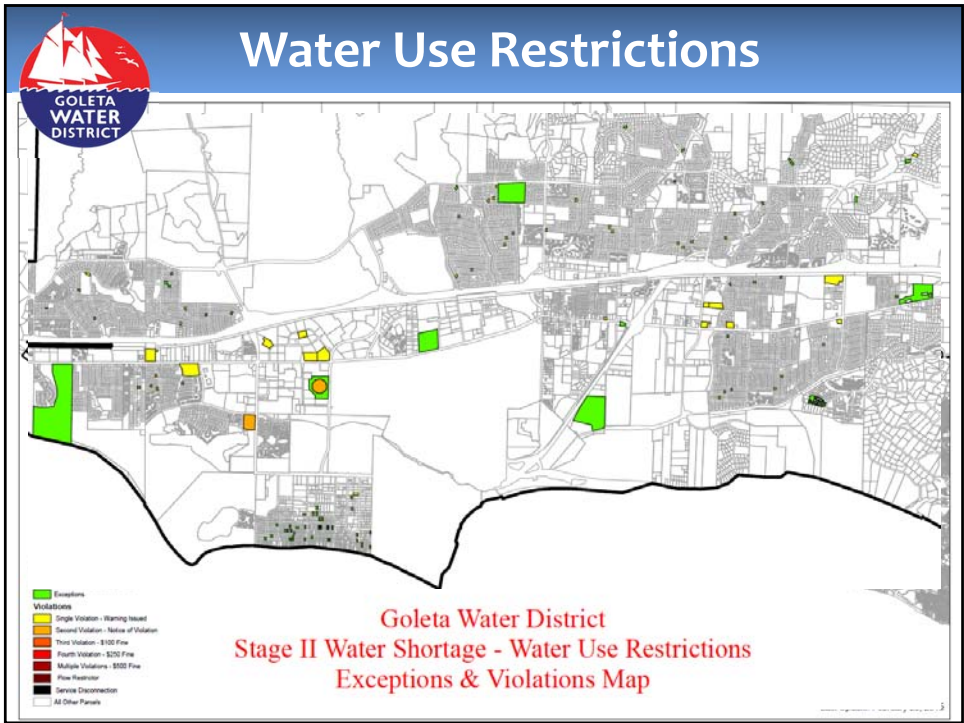 Water Use Restrictions
GOLETA
WATER
DISTRICT
Exceptions
Violations
Single Violation - Warning Issued
Second Violation - Notice of Violation
Third Violation - $100 Fine
Fourth Violation - $250 Fine
Multiple Violations - $500 Fine
Flow Restrictor
Service Disconnection
All Other Parcels
Goleta Water District
Stage II Water Shortage - Water Use Restrictions
Exceptions & Violations Map